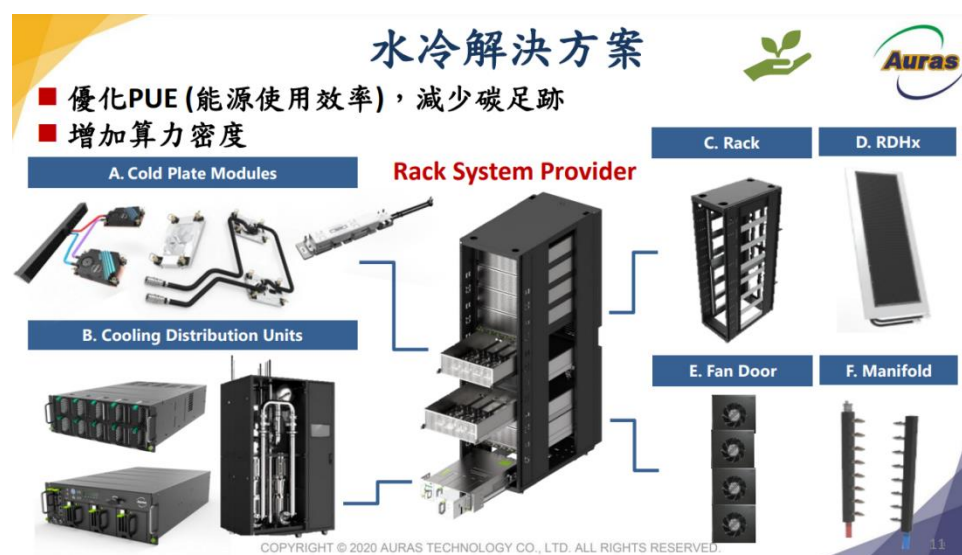 水冷解決方案
Auras
■ 優化PUE (能源使用效率)，減少碳足跡
■ 增加算力密度
A. Cold Plate Modules
Rack System Provider
C. Rack
D. RDHx
B. Cooling Distribution Units
E. Fan Door
F. Manifold
COPYRIGHT © 2020 AURAS TECHNOLOGY CO., LTD. ALL RIGHTS RESERVED.
11